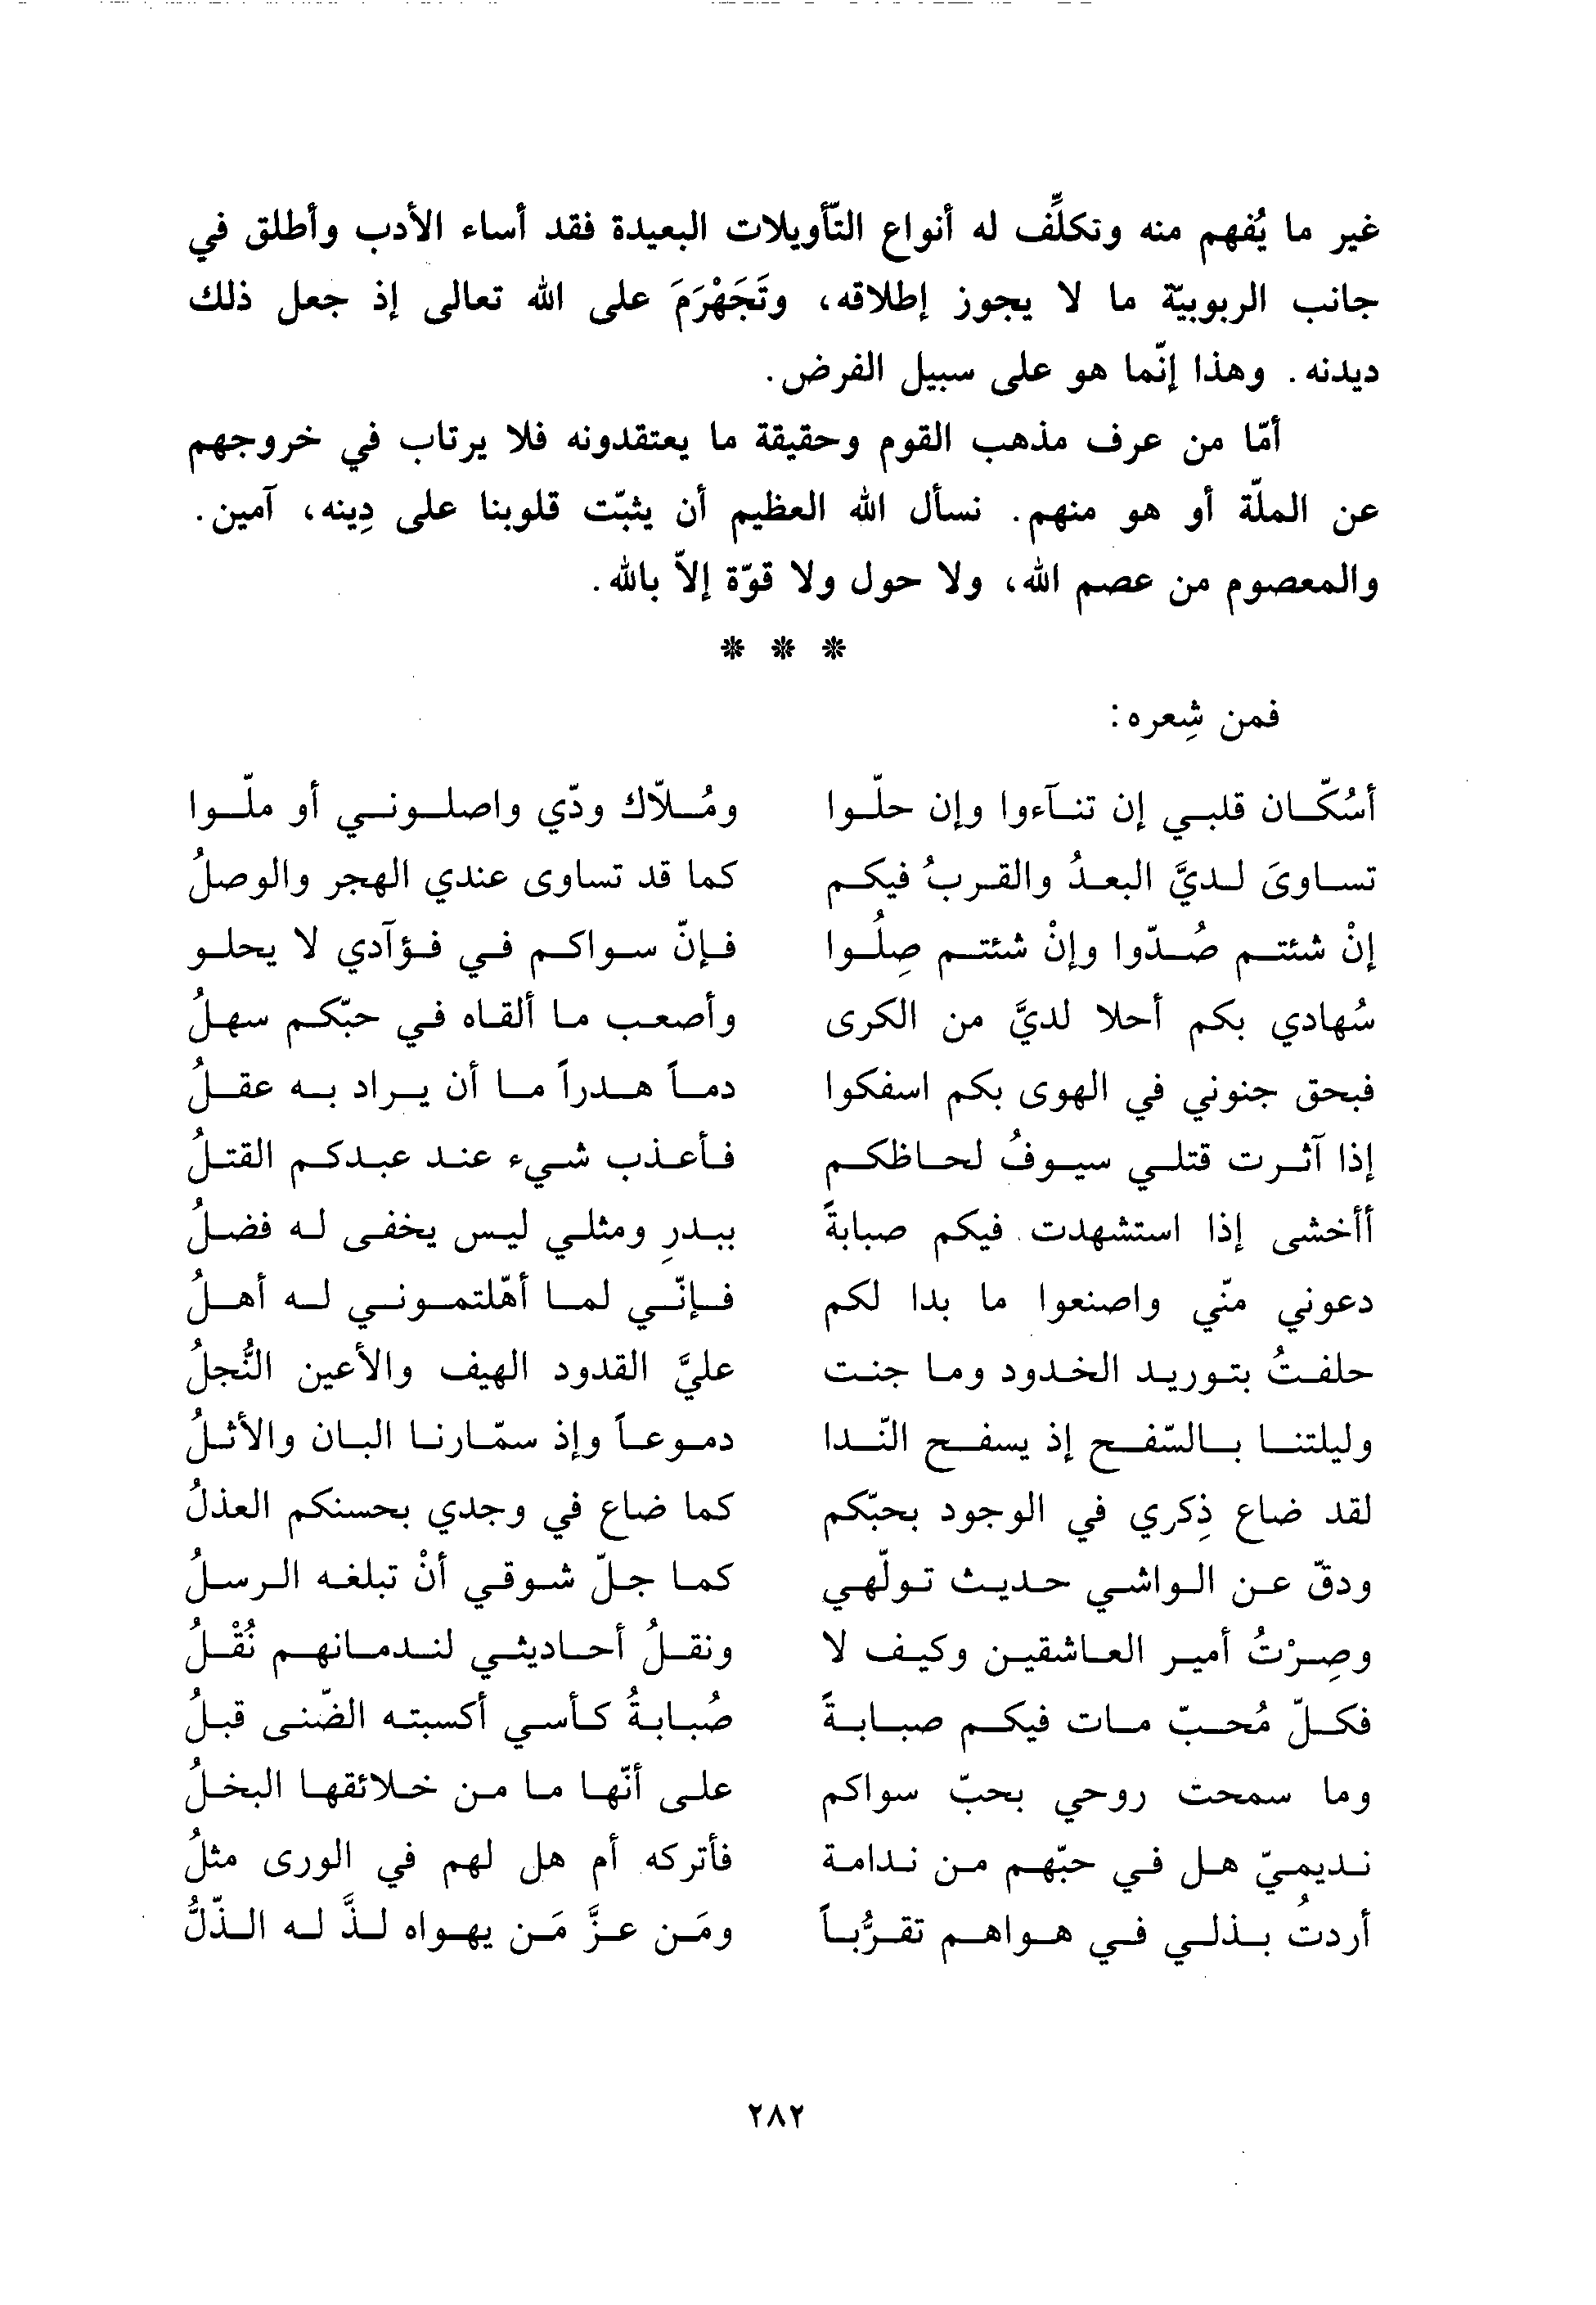 غير ما يُفهم منه وتكلِّف له أنواع التّأويلات البعيدة فقد أساء الأدب وأطلق في
جانب الربوبيّة ما لا يجوز إطلاقه، وتَجَهْرَمَ على الله تعالى إذ جعل ذلك
ديدنه. وهذا إنّما هو على سبيل الفرض.
أمّا من عرف مذهب القوم وحقيقة ما يعتقدونه فلا يرتاب في خروجهم
عن الملّة أو هو منهم. نسأل الله العظيم أن يثبّت قلوبنا على دِينه، آمين.
والمعصوم من عصم الله، ولا حول ولا قوّة إلاّ بالله.
* * *
فمن شِعره:
أسُكّان قلبي إن تنآءوا وإن حلّوا ومُلاّك ودّي واصلوني أو ملّوا
تساوىَ لديَّ البعدُ والقربُ فيكم كما قد تساوى عندي الهجر والوصلُ
إنْ شئتم صُدّوا وإنْ شئتم صِلُوا فإنّ سواكم في فؤآدي لا يحلو
سُهادي بكم أحلا لديَّ من الكرى وأصعب ما ألقاه في حبّكم سهلُ
فبحق جنوني في الهوى بكم اسفكوا دماً هدراً ما أن يراد به عقلُ
إذا آثرت قتلي سيوفُ لحاظكم فأعذب شيء عند عبدكم القتلُ
أأخشى إذا استشهدت فيكم صبابةً ببدرِ ومثلي ليس يخفى له فضلُ
دعوني منّي واصنعوا ما بدا لكم فإنّي لما أهّلتموني له أهلُ
حلفتُ بتوريد الخدود وما جنت عليَّ القدود الهيف والأعين النُّجلُ
وليلتنا بالسّفح إذ يسفح النّدا دموعاً وإذ سمّارنا البان والأثلُ
لقد ضاع ذِكري في الوجود بحبّكم كما ضاع في وجدي بحسنكم العذلُ
ودقّ عن الواشي حديث تولّهي كما جلّ شوقي أنْ تبلغه الرسلُ
وصِرْتُ أمير العاشقين وكيف لا ونقلُ أحاديثي لندمانهم نُقْلُ
فكلّ مُحبّ مات فيكم صبابةً صُبابةُ كأسي أكسبته الضّنى قبلُ
وما سمحت روحي بحبّ سواكم على أنّها ما من خلائقها البخلُ
نديميّ هل في حبّهم من ندامة فأتركه أم هل لهم في الورى مثلُ
أردتُ بذلي في هواهم تقرُّباً ومَن عزَّ مَن يهواه لذَّ له الذّلُّ
٢٨٢